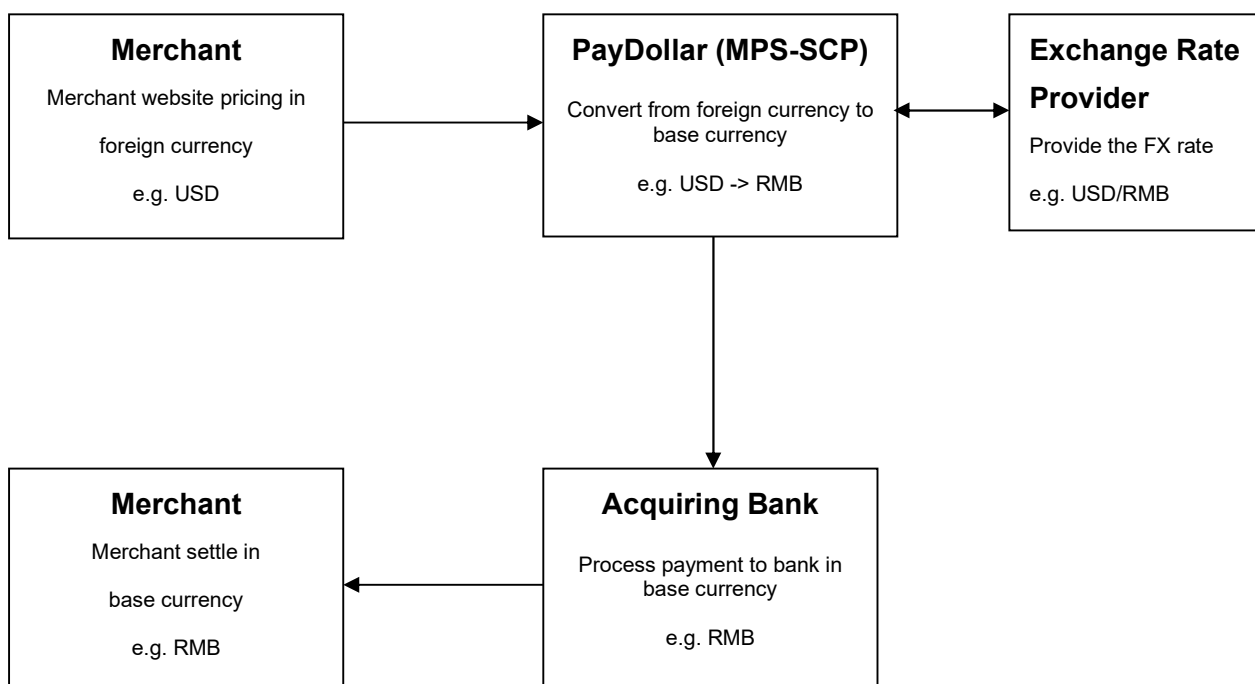 Merchant
Merchant website pricing in
foreign currency
e.g. USD
PayDollar (MPS-SCP)
Convert from foreign currency to
base currency
e.g. USD -> RMB
Exchange Rate
Provider
Provide the FX rate
e.g. USD/RMB
Merchant
Merchant settle in
base currency
e.g. RMB
Acquiring Bank
Process payment to bank in
base currency
e.g. RMB